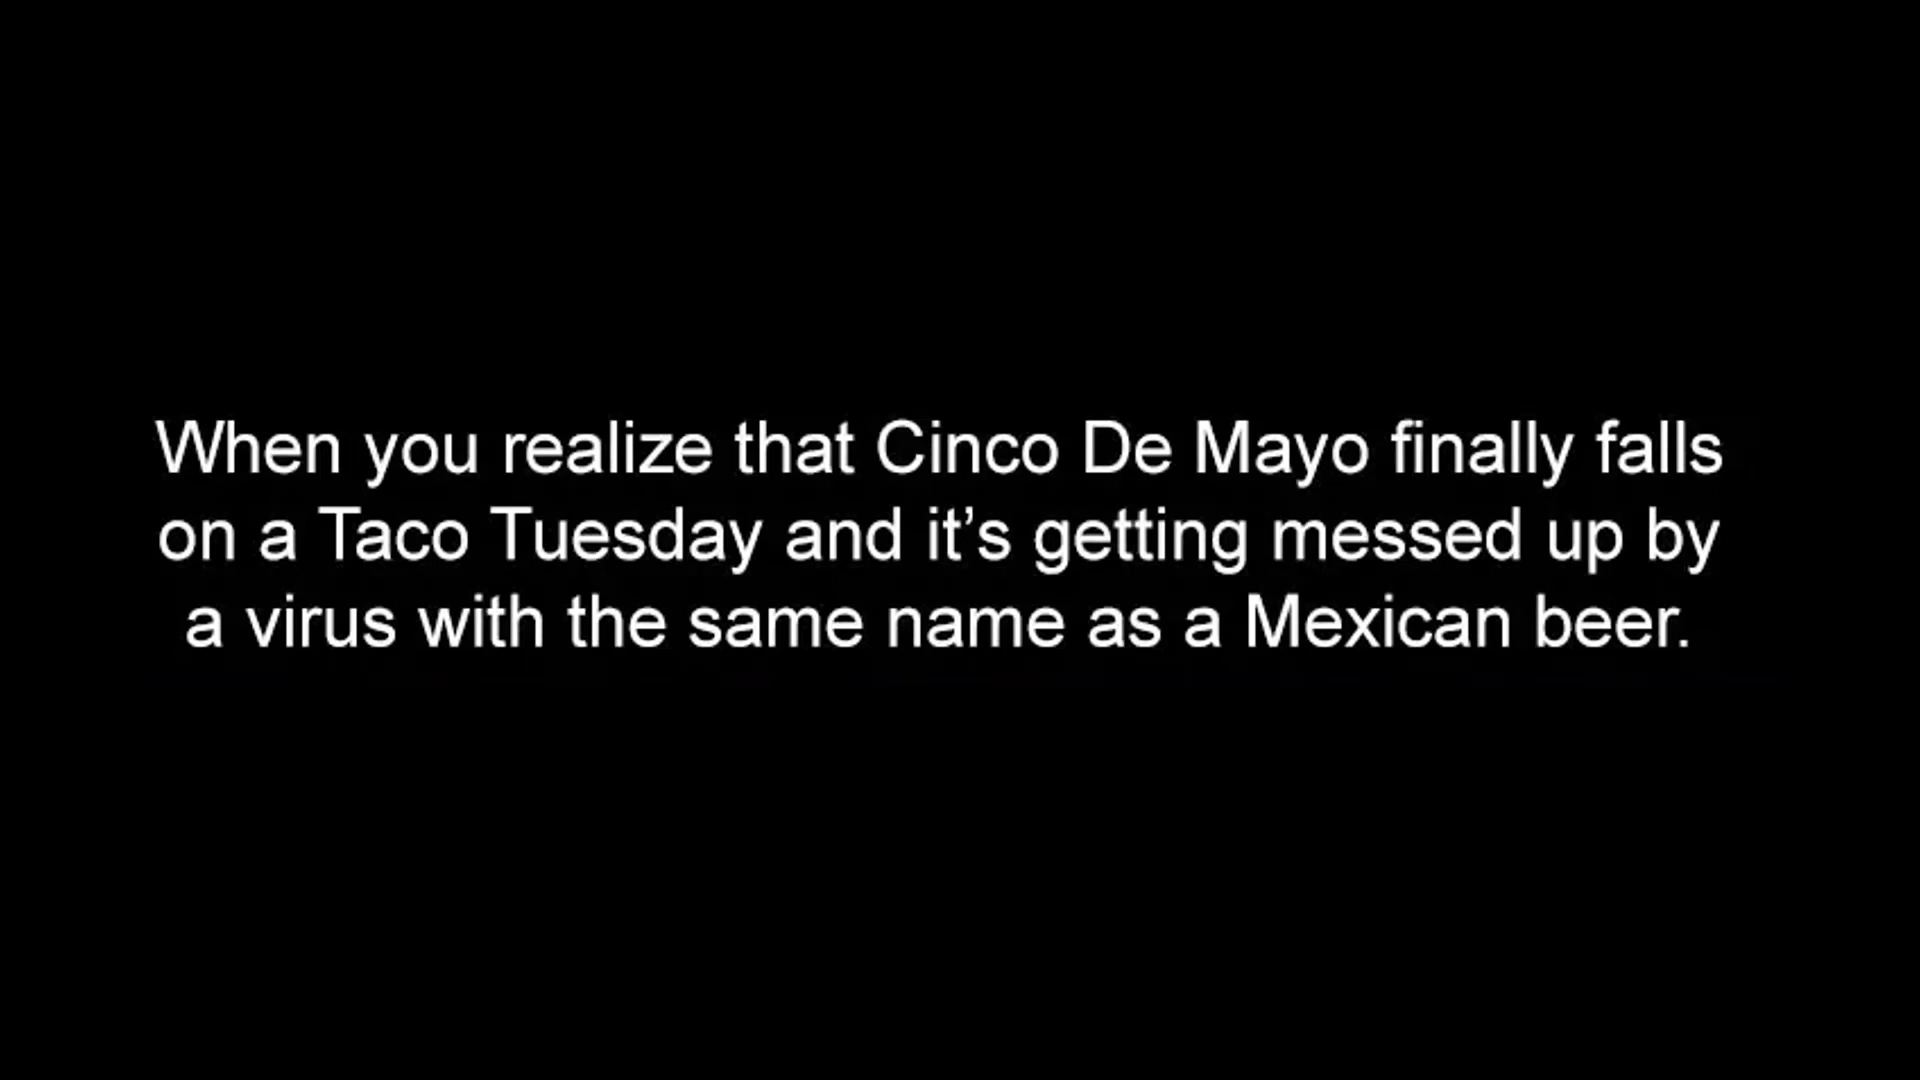 When you realize that Cinco De Mayo finally falls
on a Taco Tuesday and it’s getting messed up by
a virus with the same name as a Mexican beer.